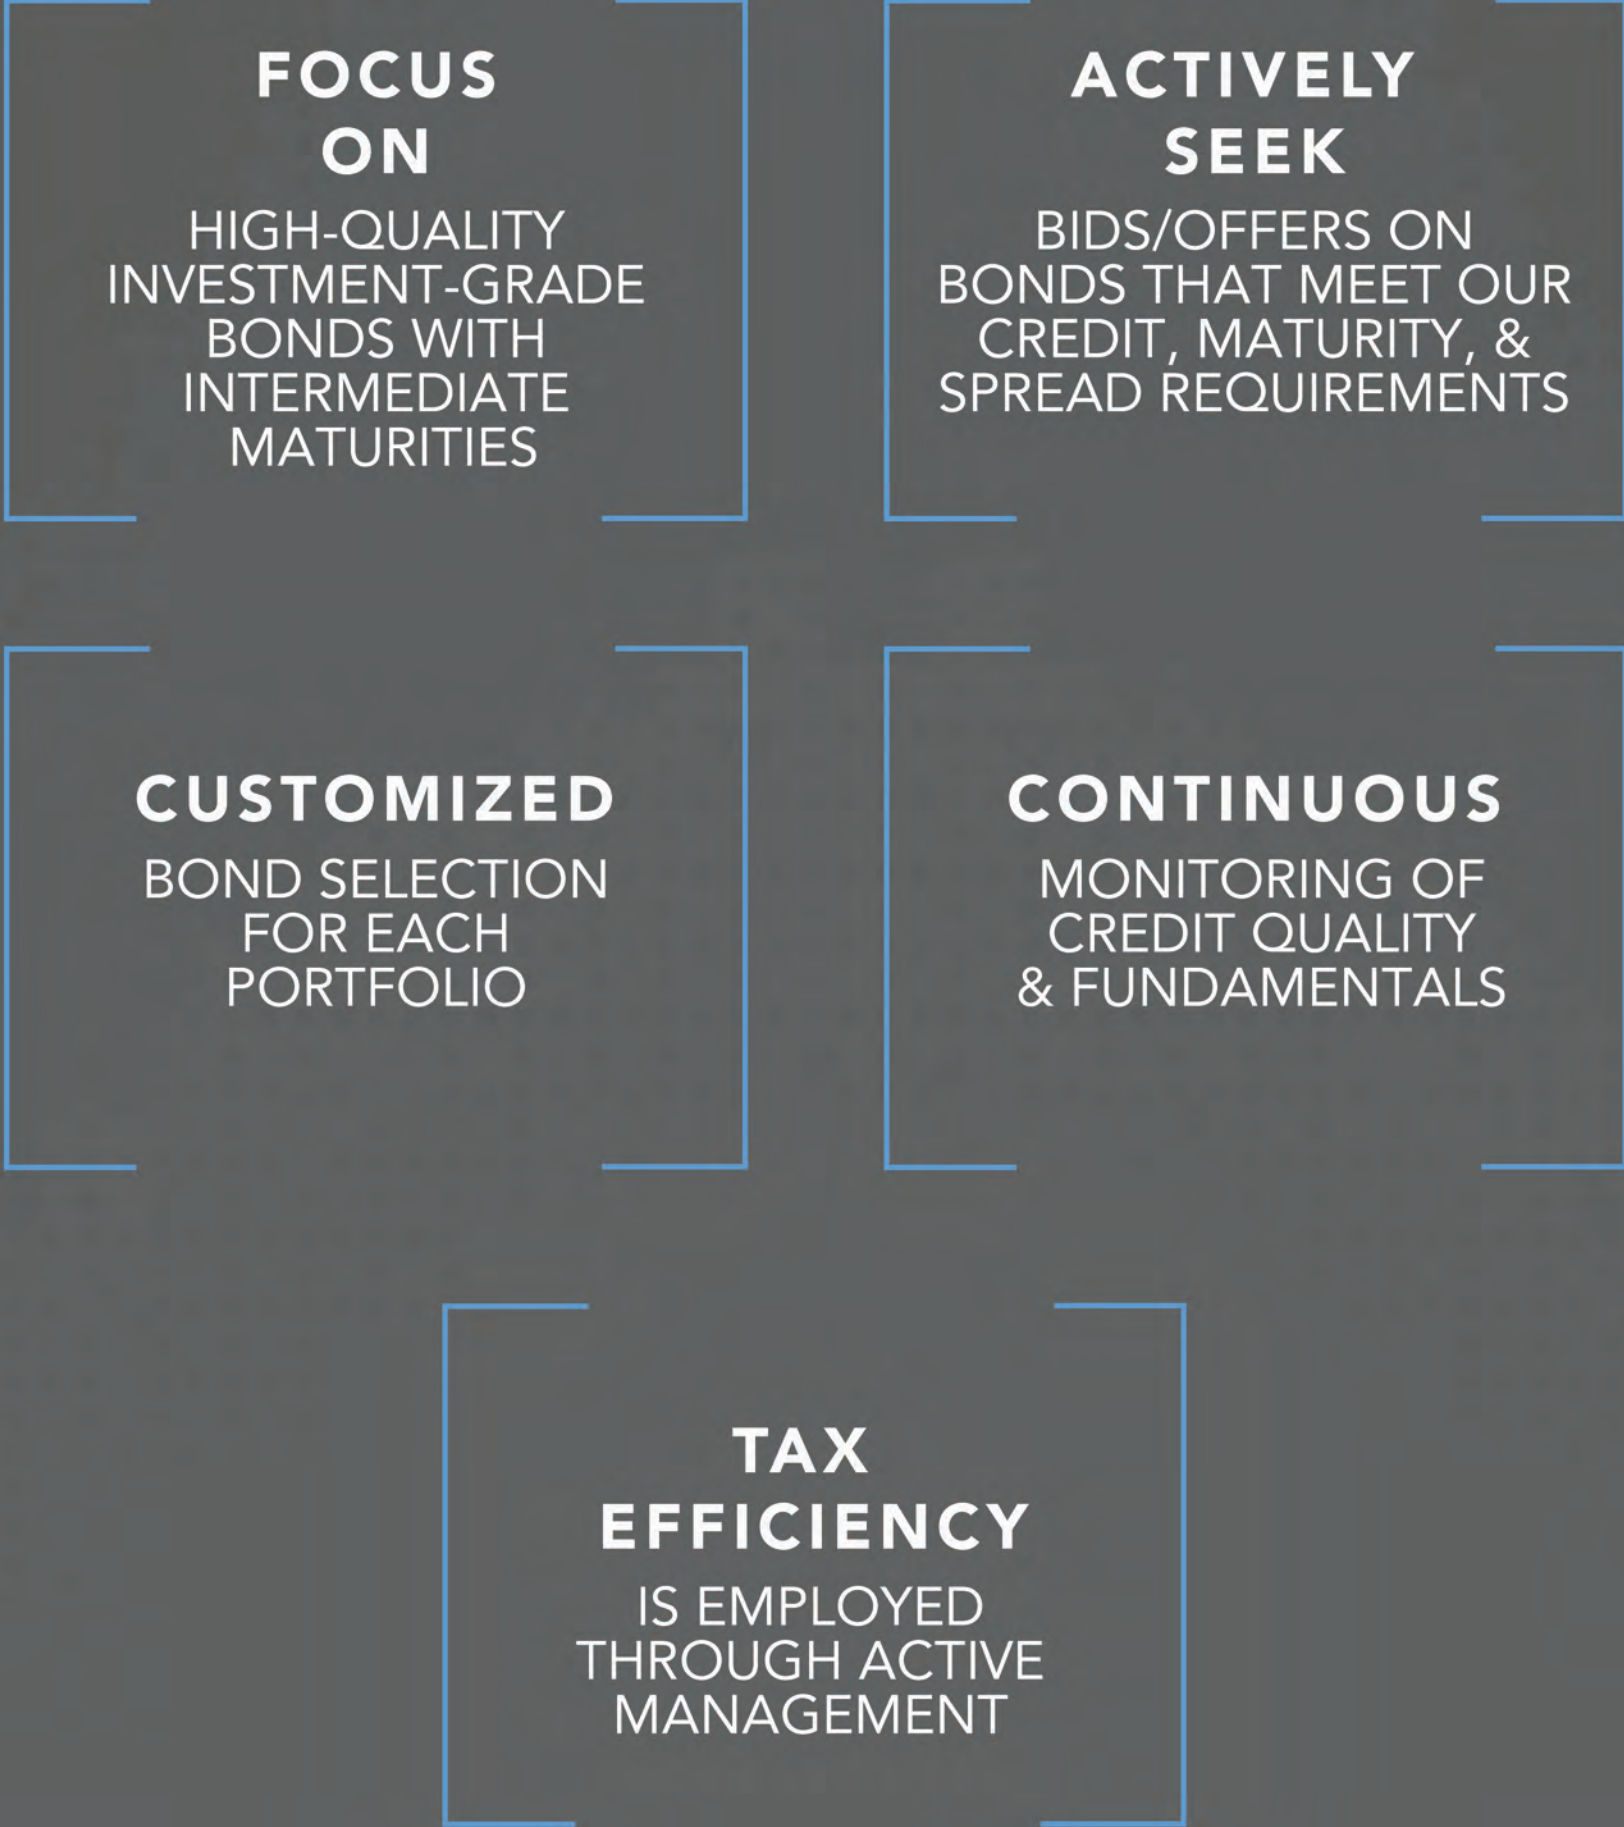 FOCUS
ON
HIGH-QUALITY
INVESTMENT-GRADE
BONDS WITH
INTERMEDIATE
MATURITIES
ACTIVELY
SEEK
BIDS/OFFERS ON
BONDS THAT MEET OUR
CREDIT, MATURITY, &
SPREAD REQUIREMENTS
CUSTOMIZED
BOND SELECTION
FOR EACH
PORTFOLIO
CONTINUOUS
MONITORING OF
CREDIT QUALITY
& FUNDAMENTALS
TAX
EFFICIENCY
IS EMPLOYED
THROUGH ACTIVE
MANAGEMENT